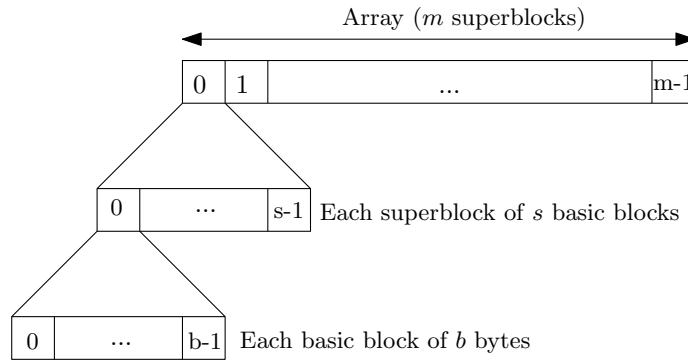 Array (m superblocks)
0 1 ... m-1
0 ... s-1 Each superblock of s basic blocks
0 ... b-1 Each basic block of b bytes